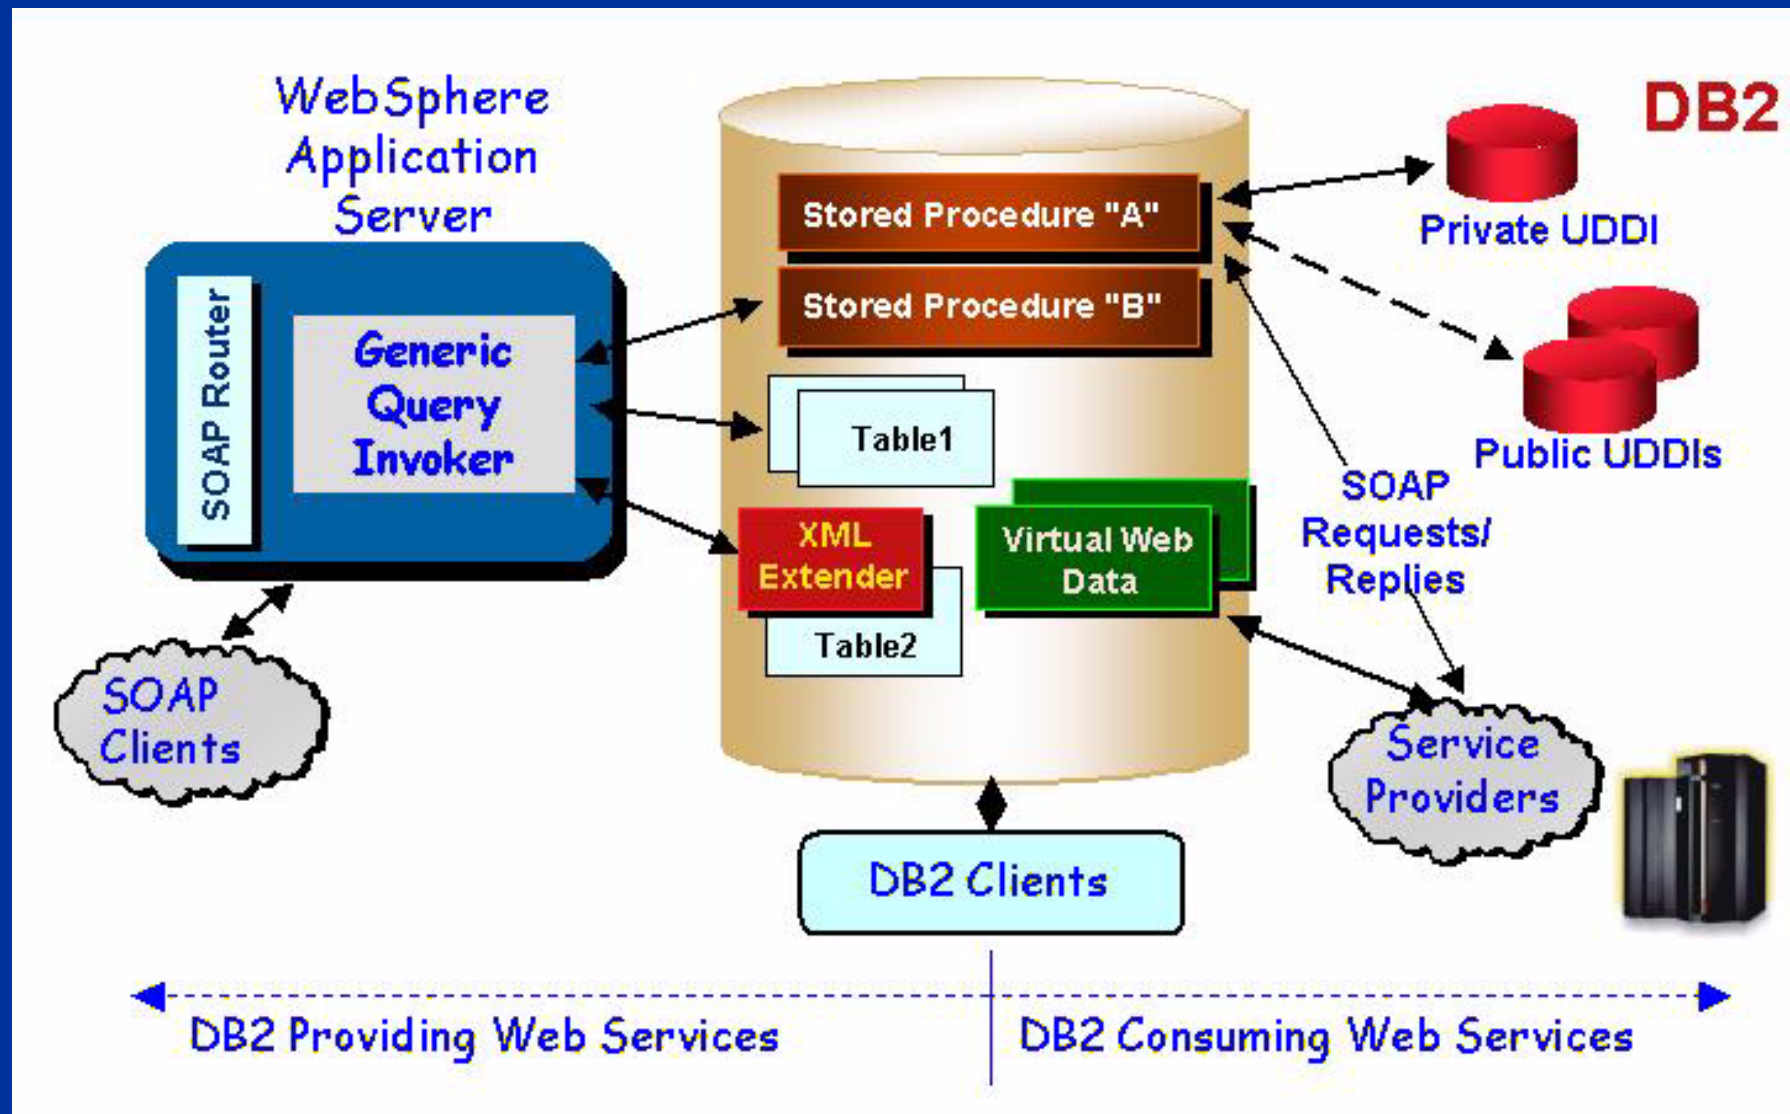 WebSphere
Application
Server
DB2
SOAP Router
Generic
Query
Invoker
Stored Procedure "A"
Stored Procedure "B"
Table1
XML
Extender
Table2
Virtual Web
Data
Private UDDI
Public UDDIs
SOAP
Requests/
Replies
SOAP
Clients
Service
Providers
DB2 Clients
DB2 Providing Web Services
DB2 Consuming Web Services